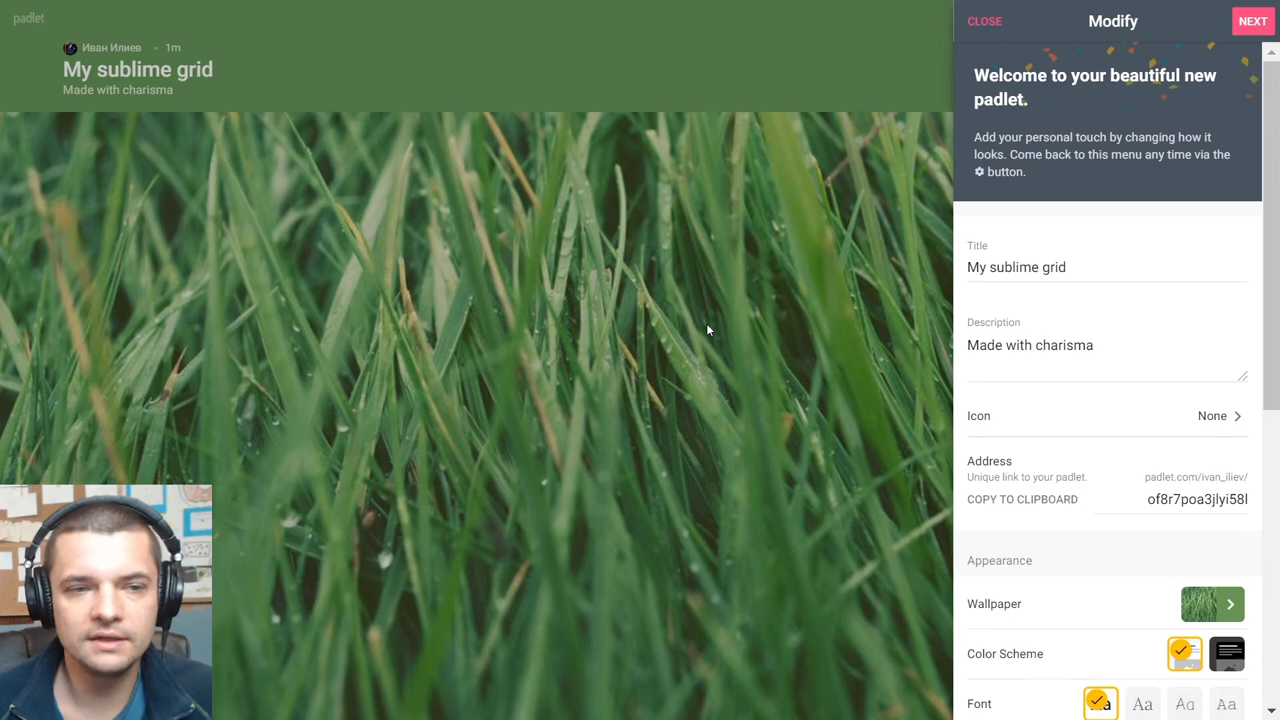 padlet
Иван Илиев • 1m
My sublime grid
Made with charisma
CLOSE
Modify
NEXT
Welcome to your beautiful new
padlet.
Add your personal touch by changing how it
looks. Come back to this menu any time via the
button.
Title
My sublime grid
Description
Made with charisma
Icon
None
Address
Unique link to your padlet.
padlet.com/ivan_iliev/
COPY TO CLIPBOARD
of8r7poa3jlyi58l
Appearance
Wallpaper
Color Scheme
Font
Aa
Aa
Aa